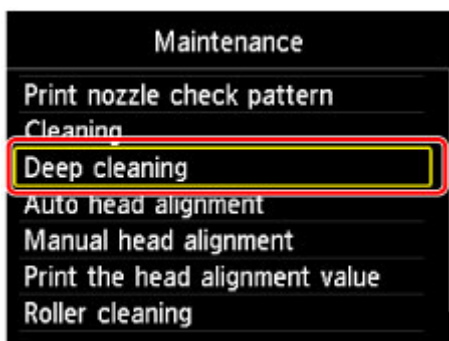 Maintenance
Print nozzle check pattern
Cleaning
Deep cleaning
Auto head alignment
Manual head alignment
Print the head alignment value
Roller cleaning